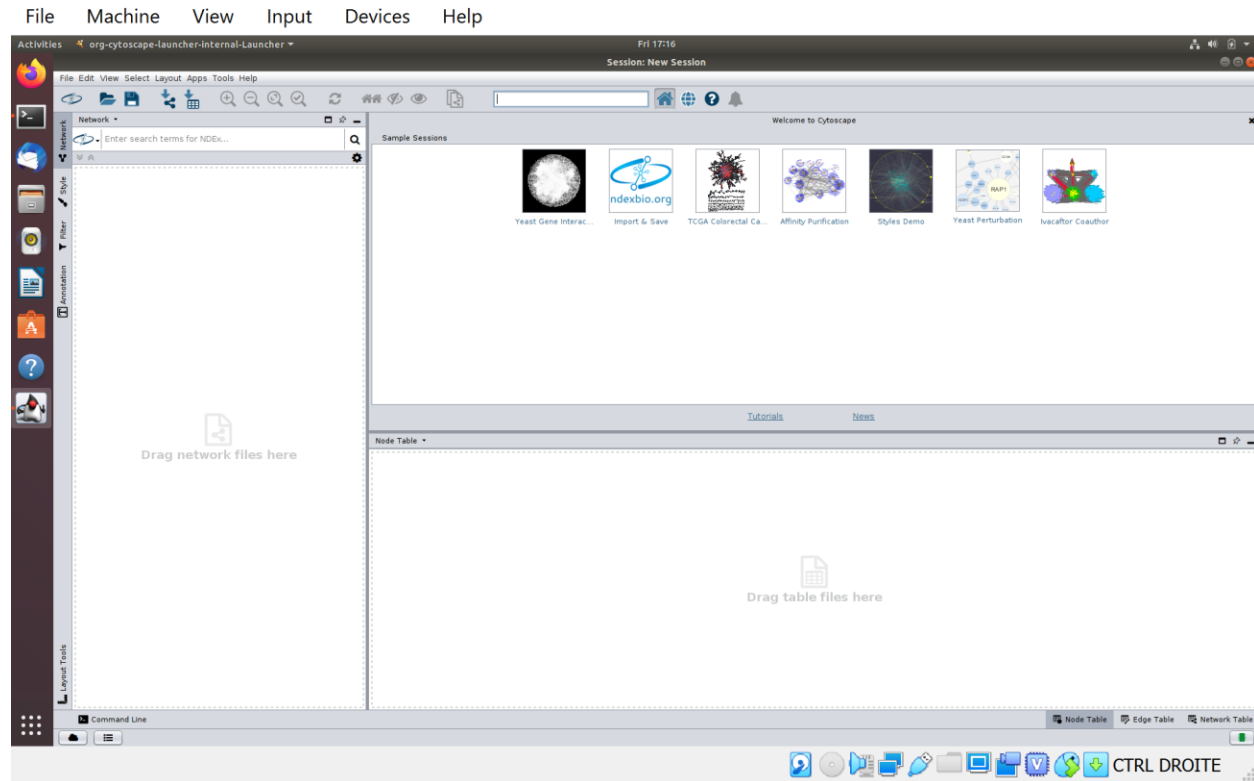 File Machine View Input Devices Help
Activities org-cytoscape-launcher-internal-Launcher Fri 17:16
Session: New Session
File Edit View Select Layout Apps Tools Help
Network
Welcome to Cytoscape
Enter search terms for NDEx...
Sample Sessions
Network
Style
Filter
Annotation
ndexbio.org
RAP1
Yeast Gene Interac... Import & Save TCGA Colorectal Ca... Affinity Purification Styles Demo Yeast Perturbation Ivacaftor Coauthor
Tutorials News
Node Table
Drag network files here
Drag table files here
Layout Tools
Command Line
Node Table Edge Table Network Table
CTRL DROITE